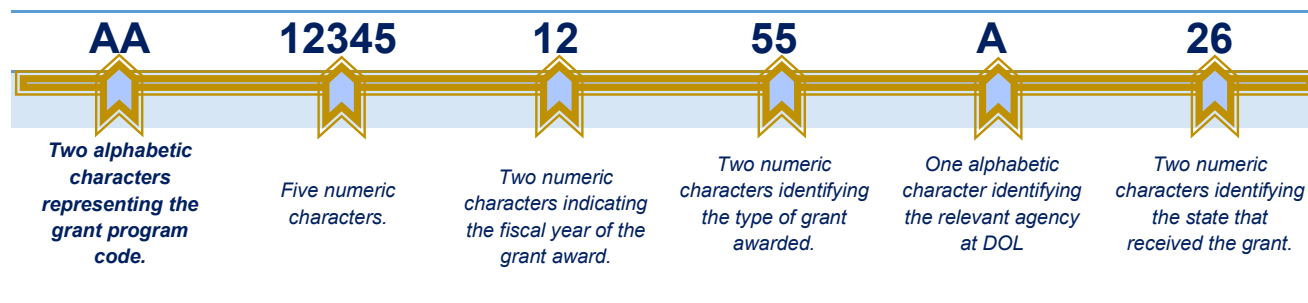 AA 12345 12 55 A 26
Two alphabetic
characters
representing the
grant program
code.
Five numeric
characters.
Two numeric
characters indicating
the fiscal year of the
grant award.
Two numeric
characters identifying
the type of grant
awarded.
One alphabetic
character identifying
the relevant agency
at DOL
Two numeric
characters identifying
the state that
received the grant.